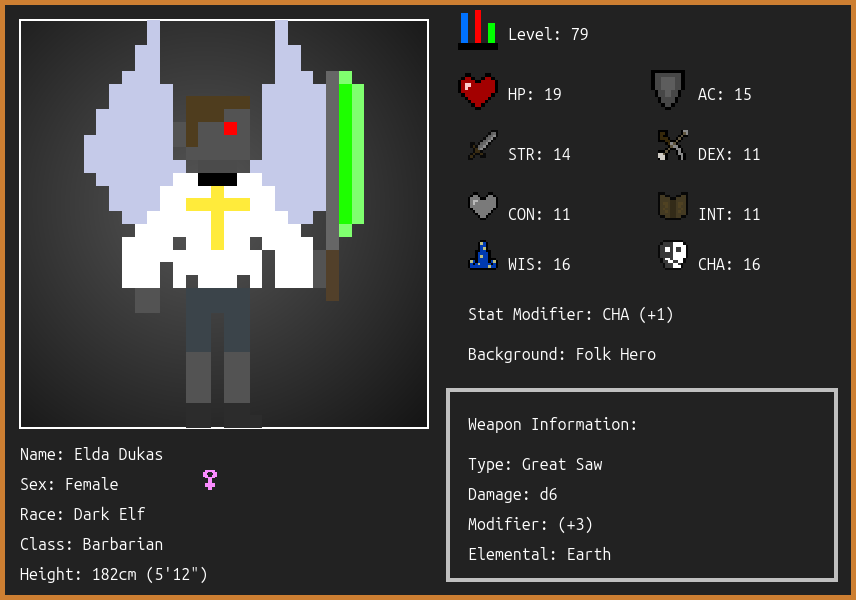 Level: 79
HP: 19
AC: 15
STR: 14
DEX: 11
CON: 11
INT: 11
WIS: 16
CHA: 16
Stat Modifier: CHA (+1)
Background: Folk Hero
Weapon Information:
Type: Great Saw
Damage: d6
Modifier: (+3)
Elemental: Earth
Name: Elda Dukas
Sex: Female
Race: Dark Elf
Class: Barbarian
Height: 182cm (5'12")